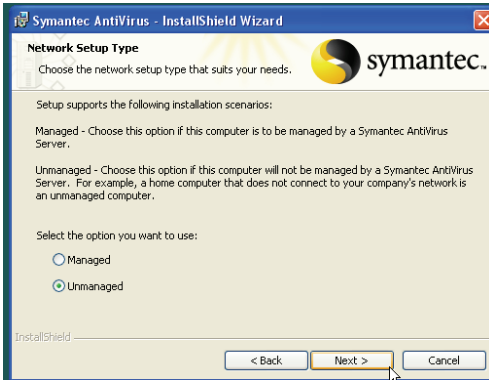 Symantec AntiVirus - InstallShield Wizard
Network Setup Type
Choose the network setup type that suits your needs.
symantec.
Setup supports the following installation scenarios:
Managed - Choose this option if this computer is to be managed by a Symantec AntiVirus
Server.
Unmanaged - Choose this option if this computer will not be managed by a Symantec AntiVirus
Server. For example, a home computer that does not connect to your company's network is
an unmanaged computer.
Select the option you want to use:
Managed
Unmanaged
InstallShield
< Back Next > Cancel